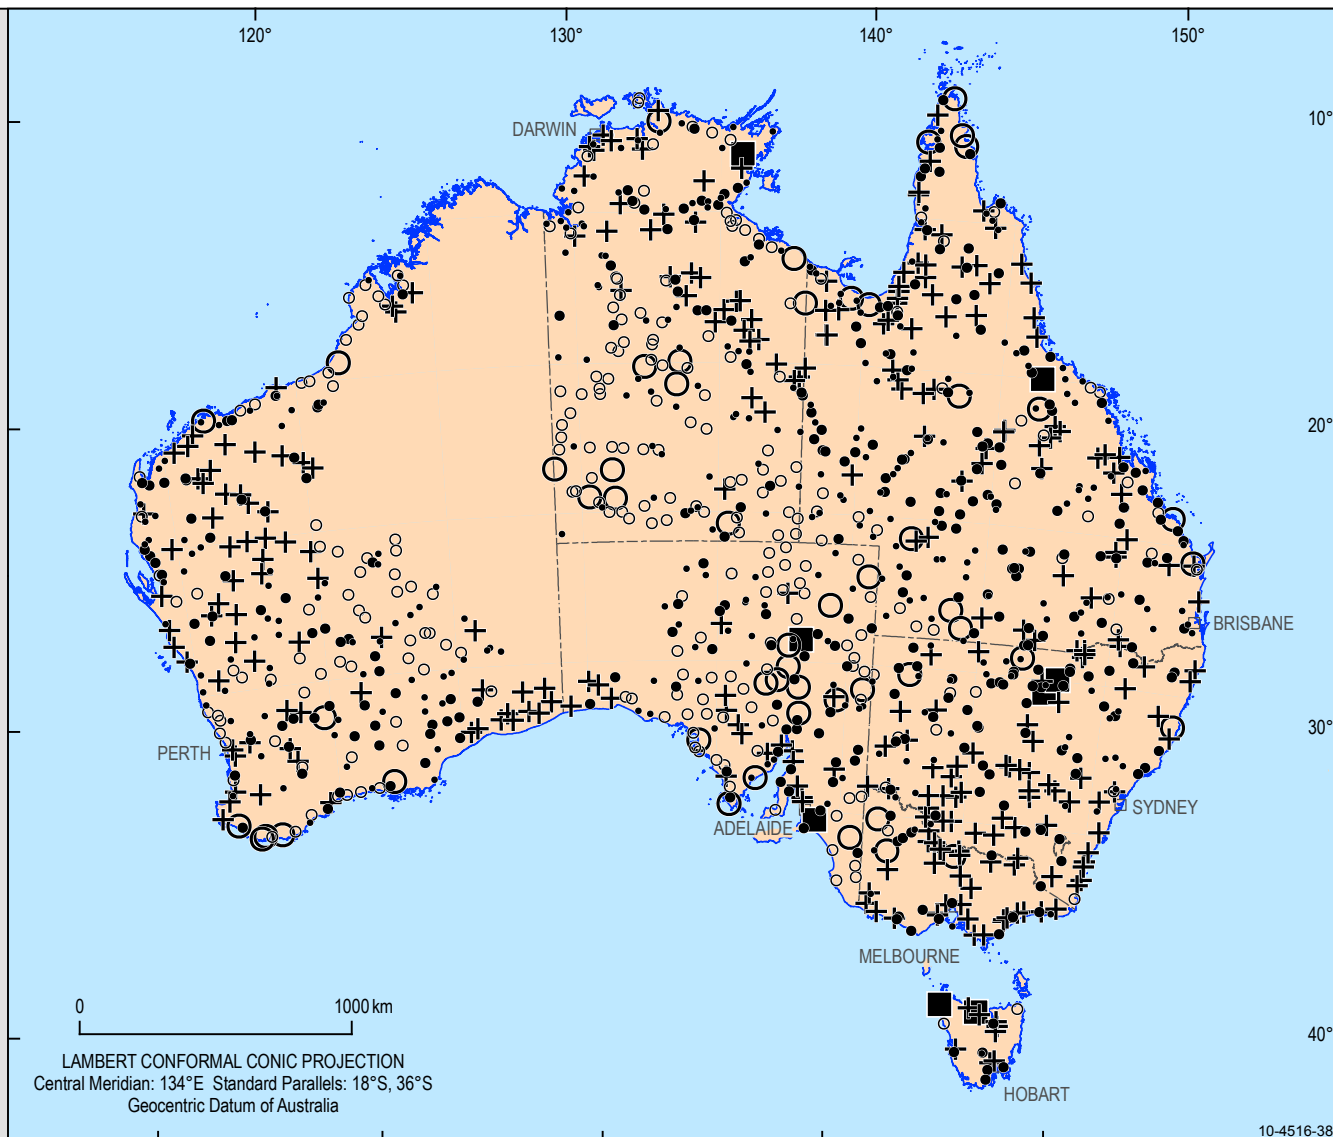 120°
130°
140°
150°
DARWIN
10°
20°
BRISBANE
30°
PERTH
ADELAIDE
SYDNEY
MELBOURNE
0
1000 km
40°
LAMBERT CONFORMAL CONIC PROJECTION
Central Meridian: 134°E Standard Parallels: 18°S, 36°S
Geocentric Datum of Australia
HOBART
10-4516-38